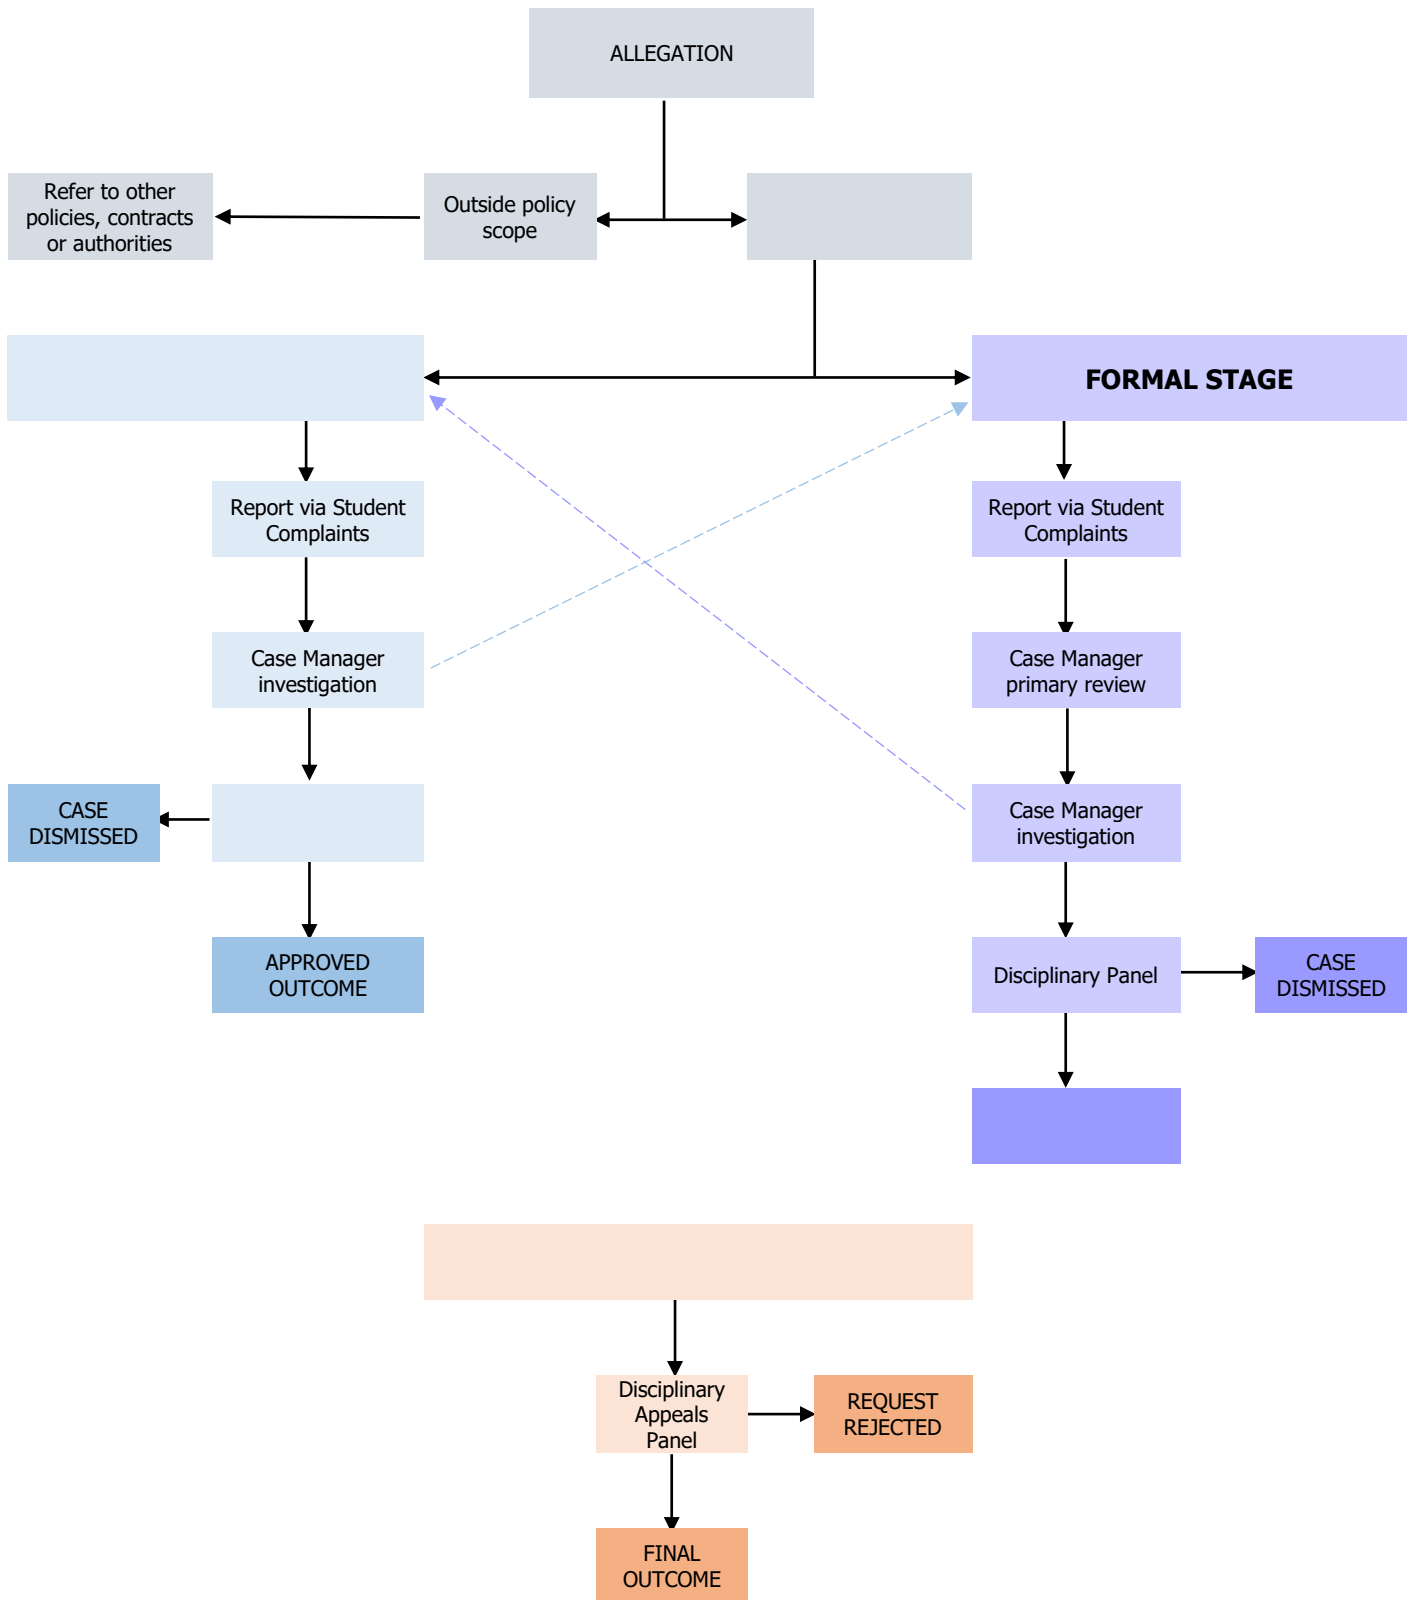 ALLEGATION
Refer to other
policies, contracts
or authorities
Outside policy
scope
FORMAL STAGE
Report via Student
Complaints
Report via Student
Complaints
Case Manager
investigation
Case Manager
primary review
CASE
DISMISSED
Case Manager
investigation
APPROVED
OUTCOME
Disciplinary Panel
CASE
DISMISSED
Disciplinary
Appeals
Panel
REQUEST
REJECTED
FINAL
OUTCOME